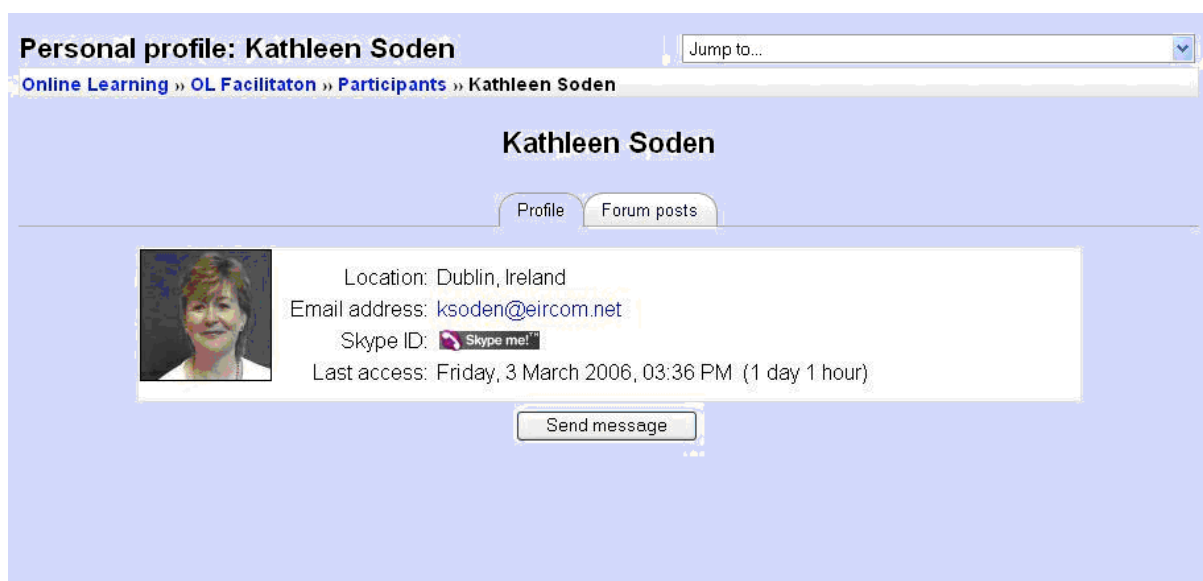 Personal profile: Kathleen Soden
Jump to...
Online Learning » OL Facilitaton » Participants » Kathleen Soden
Kathleen Soden
Profile
Forum posts
Location: Dublin, Ireland
Email address: ksoden@eircom.net
Skype ID: Skype me!™
Last access: Friday, 3 March 2006, 03:36 PM (1 day 1 hour)
Send message